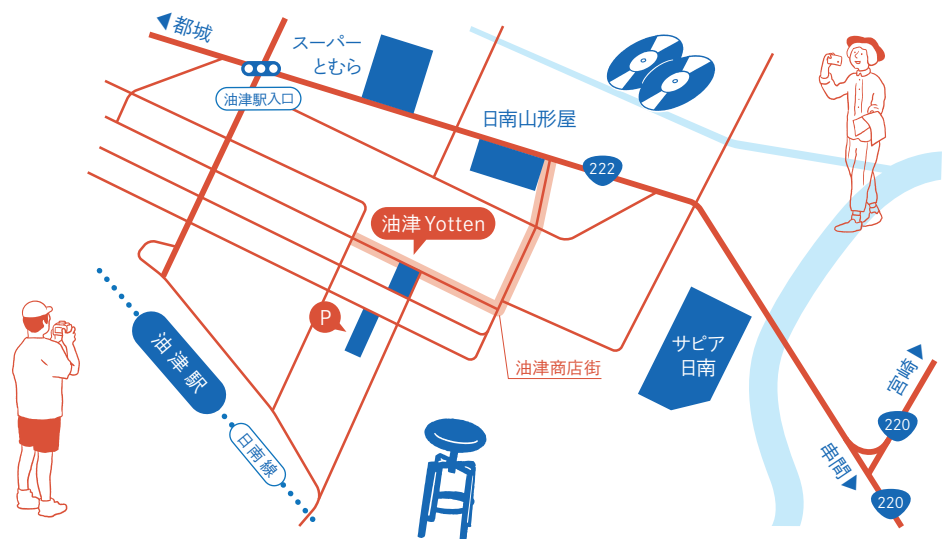 都城
スーパー
とむら
油津駅入口
日南山形屋
222
油津 Yotten
P
油津商店街
サピア
日南
油津駅
日南線
宮崎
220
串間
220